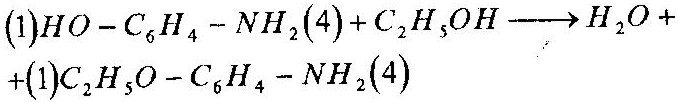 (1)HO – C₆H₄ – NH₂(4) + C₂H₅OH ⟶ H₂O +
+(1)C₂H₅O – C₆H₄ – NH₂(4)